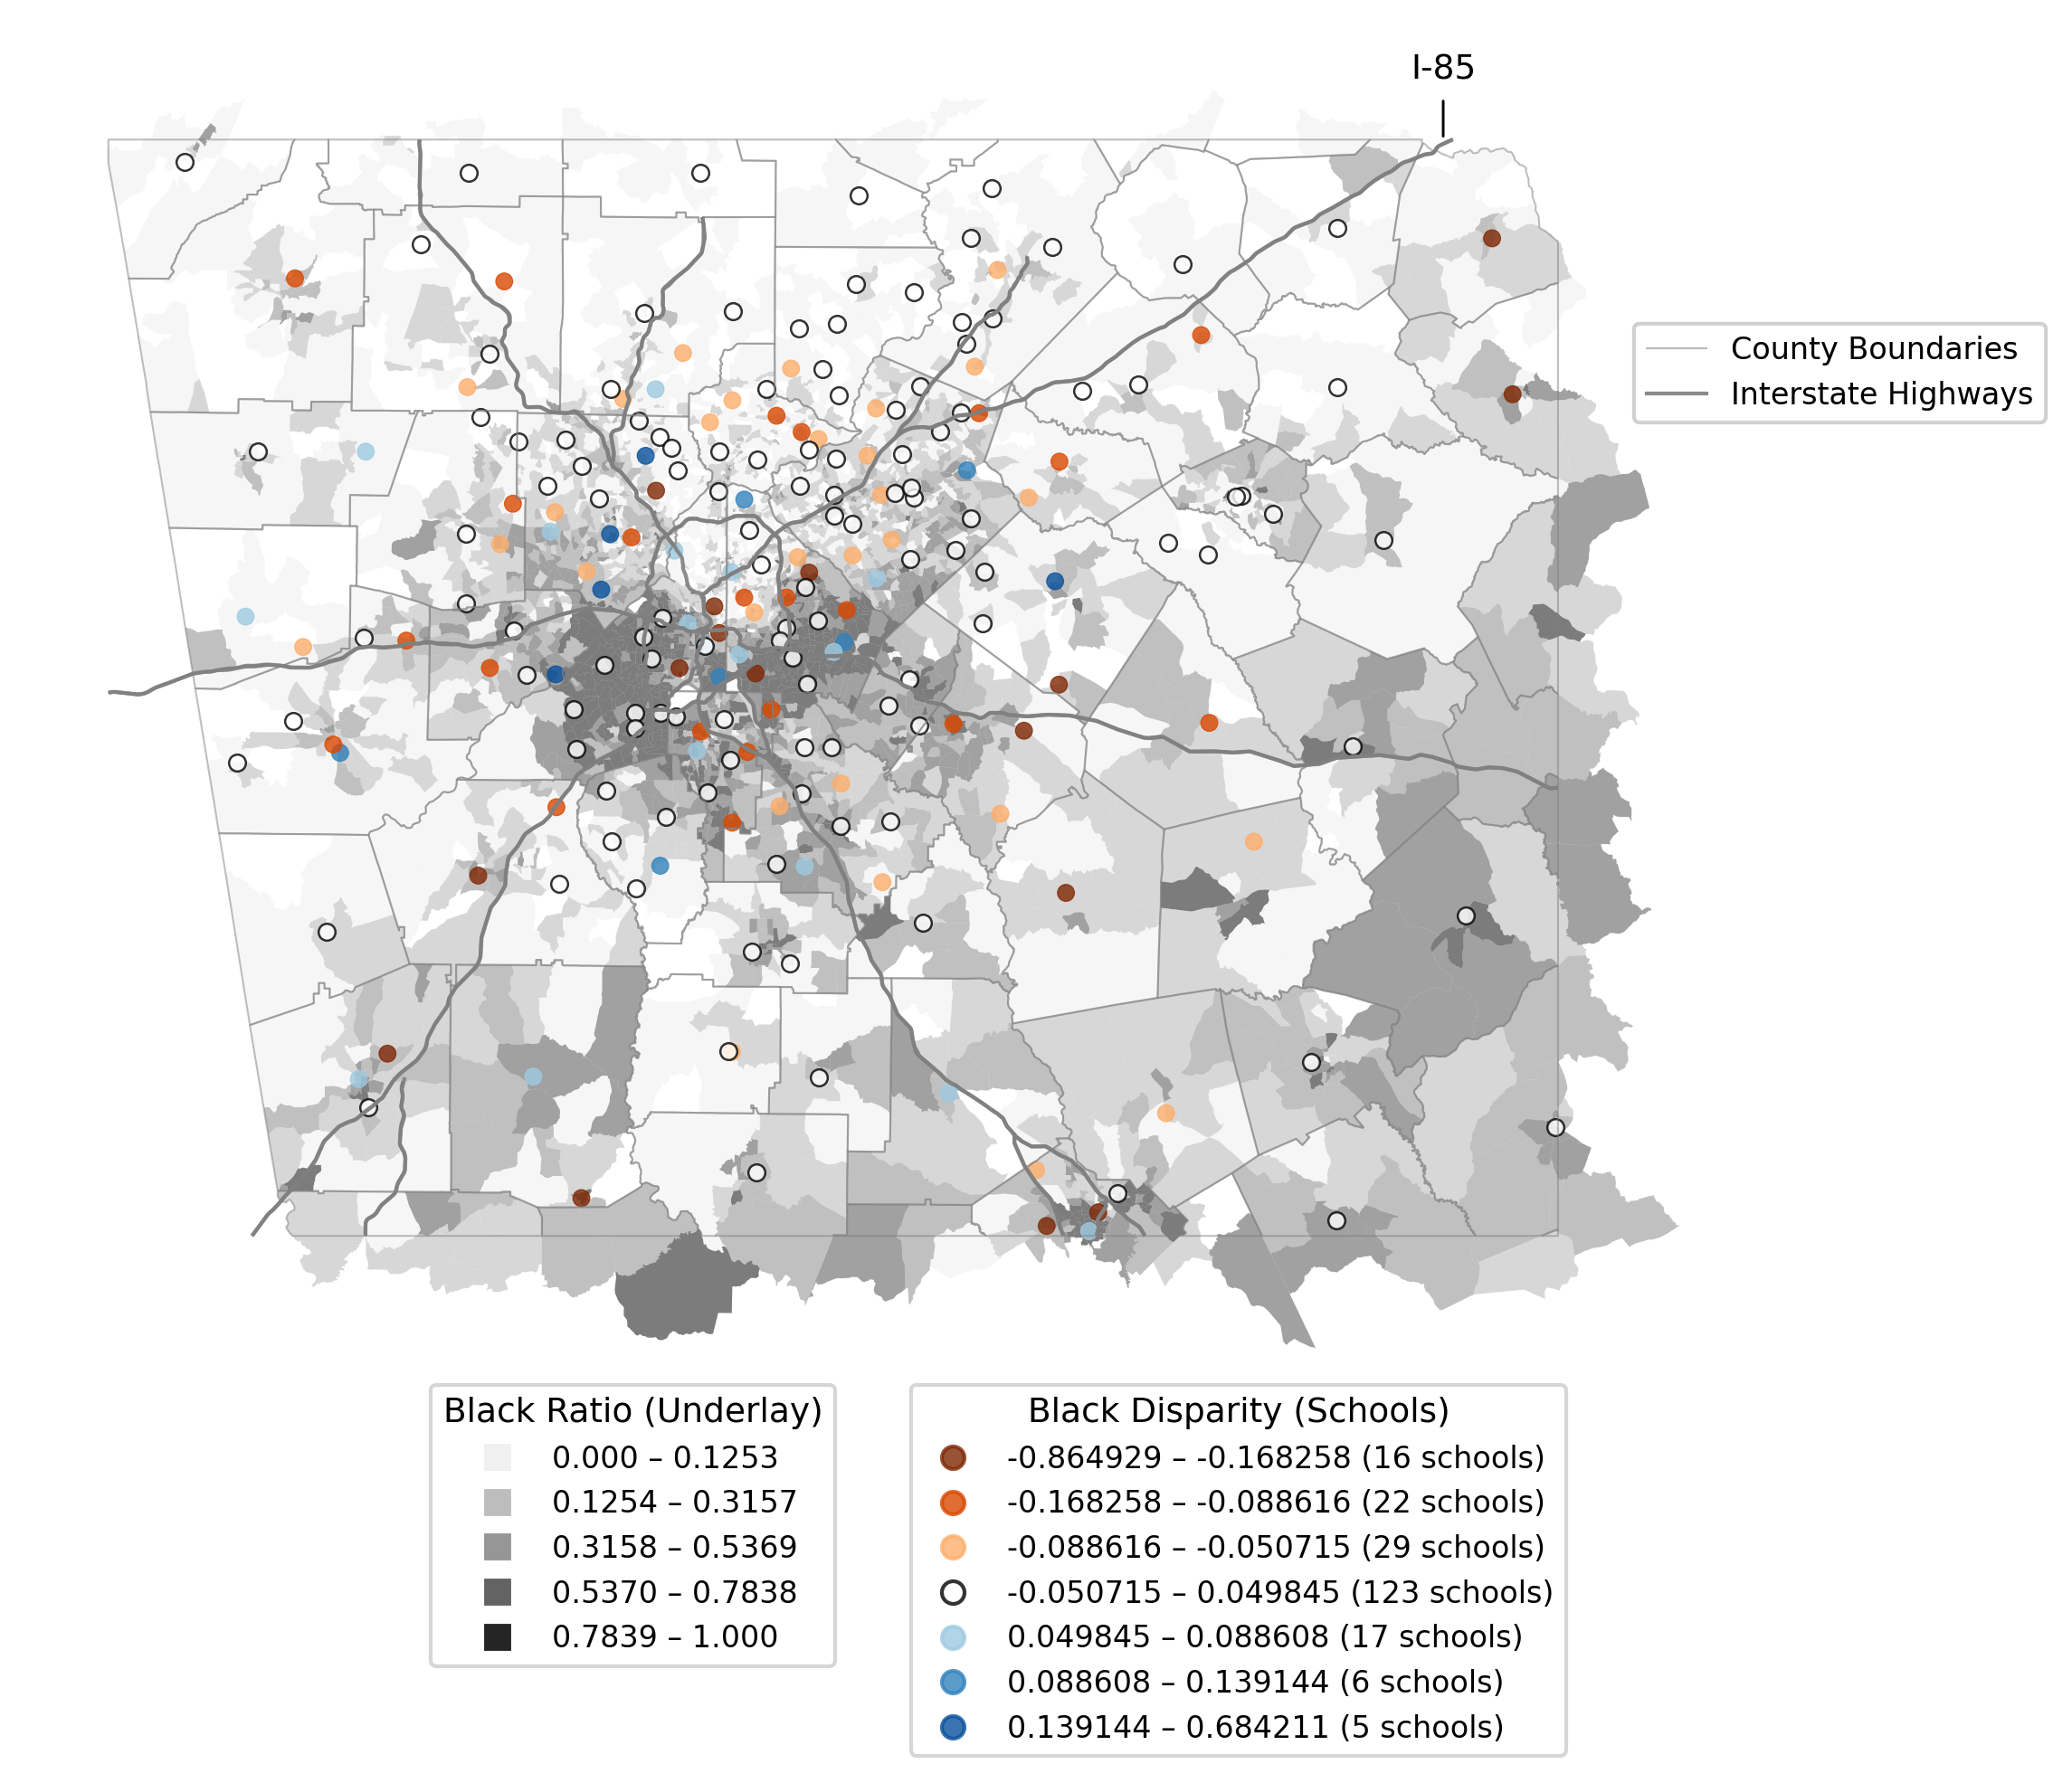 I-85
County Boundaries
Interstate Highways
Black Ratio (Underlay)
0.000 – 0.1253
0.1254 – 0.3157
0.3158 – 0.5369
0.5370 – 0.7838
0.7839 – 1.000
Black Disparity (Schools)
-0.864929 – -0.168258 (16 schools)
-0.168258 – -0.088616 (22 schools)
-0.088616 – -0.050715 (29 schools)
-0.050715 – 0.049845 (123 schools)
0.049845 – 0.088608 (17 schools)
0.088608 – 0.139144 (6 schools)
0.139144 – 0.684211 (5 schools)